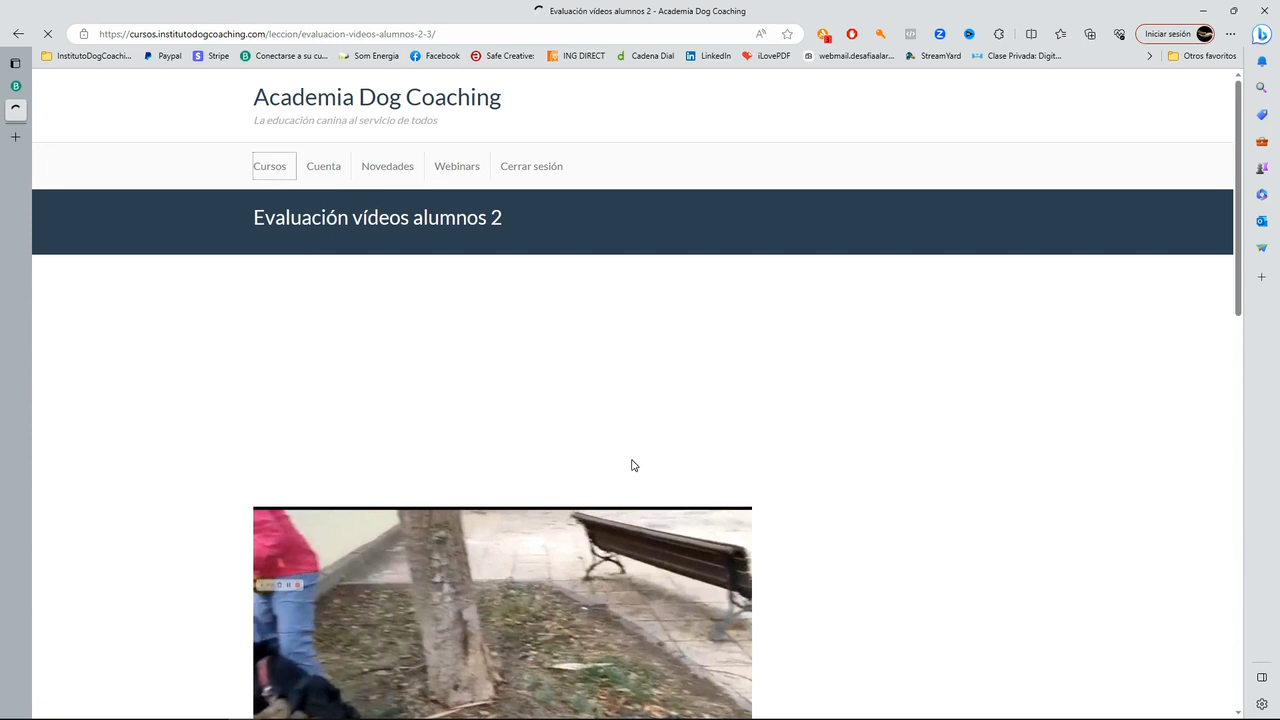 Evaluación vídeos alumnos 2 - Academia Dog Coaching
https://cursos.institutodogcoaching.com/leccion/evaluacion-videos-alumnos-2-3/
Iniciar sesión
InstitutoDogCoachi... Paypal Stripe Conectarse a su cu... Som Energia Facebook Safe Creative: ING DIRECT Cadena Dial LinkedIn iLovePDF webmail.desafiaalar... StreamYard Clase Privada: Digit... Otros favoritos
Academia Dog Coaching
La educación canina al servicio de todos
Cursos Cuenta Novedades Webinars Cerrar sesión
Evaluación vídeos alumnos 2